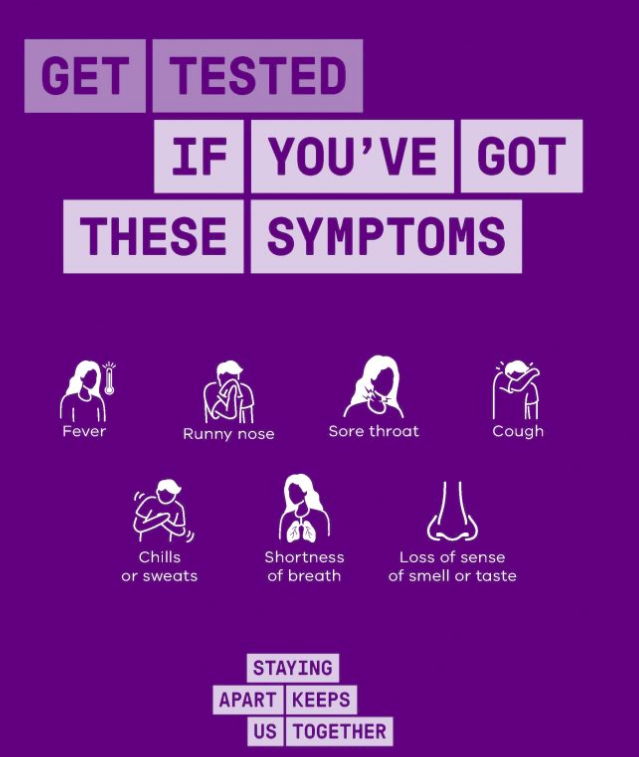 GET TESTED
IF YOU'VE GOT
THESE SYMPTOMS
Fever
Runny nose
Sore throat
Cough
Chills
or sweats
Shortness
of breath
Loss of sense
of smell or taste
STAYING
APART KEEPS
US TOGETHER